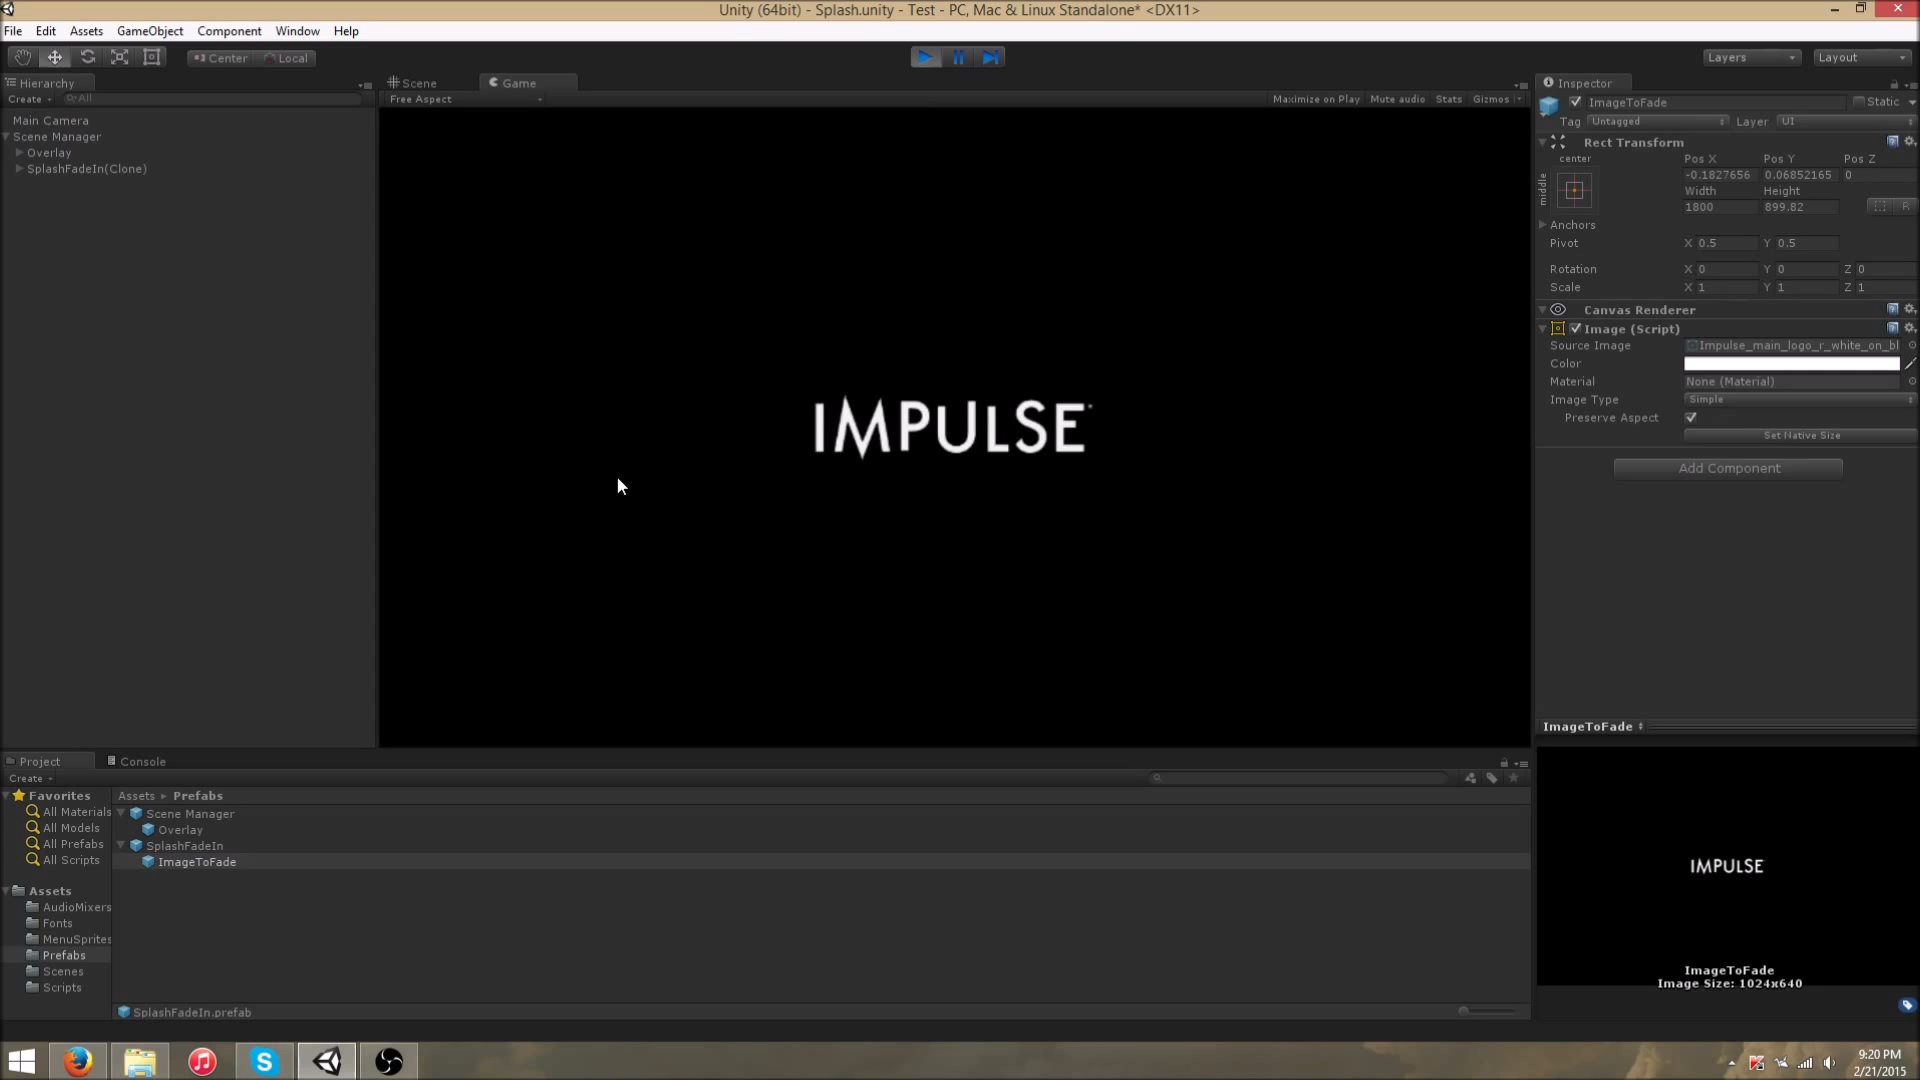 Unity (64bit) - Splash.unity - Test - PC, Mac & Linux Standalone* <DX11>
File Edit Assets GameObject Component Window Help
Center Local Layers Layout
Hierarchy Scene Game Inspector
Create All Free Aspect Maximize on Play Mute audio Stats Gizmos ImageToFade Static
Main Camera Tag Untagged Layer UI
Scene Manager Rect Transform
Overlay center Pos X Pos Y Pos Z
SplashFadeIn(Clone) middle -0.1827656 0.06852165 0
Width Height
1800 899.82 R
Anchors
Pivot X 0.5 Y 0.5
Rotation X 0 Y 0 Z 0
Scale X 1 Y 1 Z 1
Canvas Renderer
Image (Script)
Source Image Impulse_main_logo_r_white_on_bl
Color
Material None (Material)
Image Type Simple
Preserve Aspect
Set Native Size
IMPULSE
Add Component
ImageToFade
Project Console
Create
Favorites Assets Prefabs
All Materials Scene Manager
All Models Overlay
All Prefabs SplashFadeIn
All Scripts ImageToFade
IMPULSE
Assets
AudioMixers
Fonts
MenuSprites
Prefabs
Scenes
Scripts
ImageToFade
Image Size: 1024x640
SplashFadeIn.prefab
9:20 PM
2/21/2015